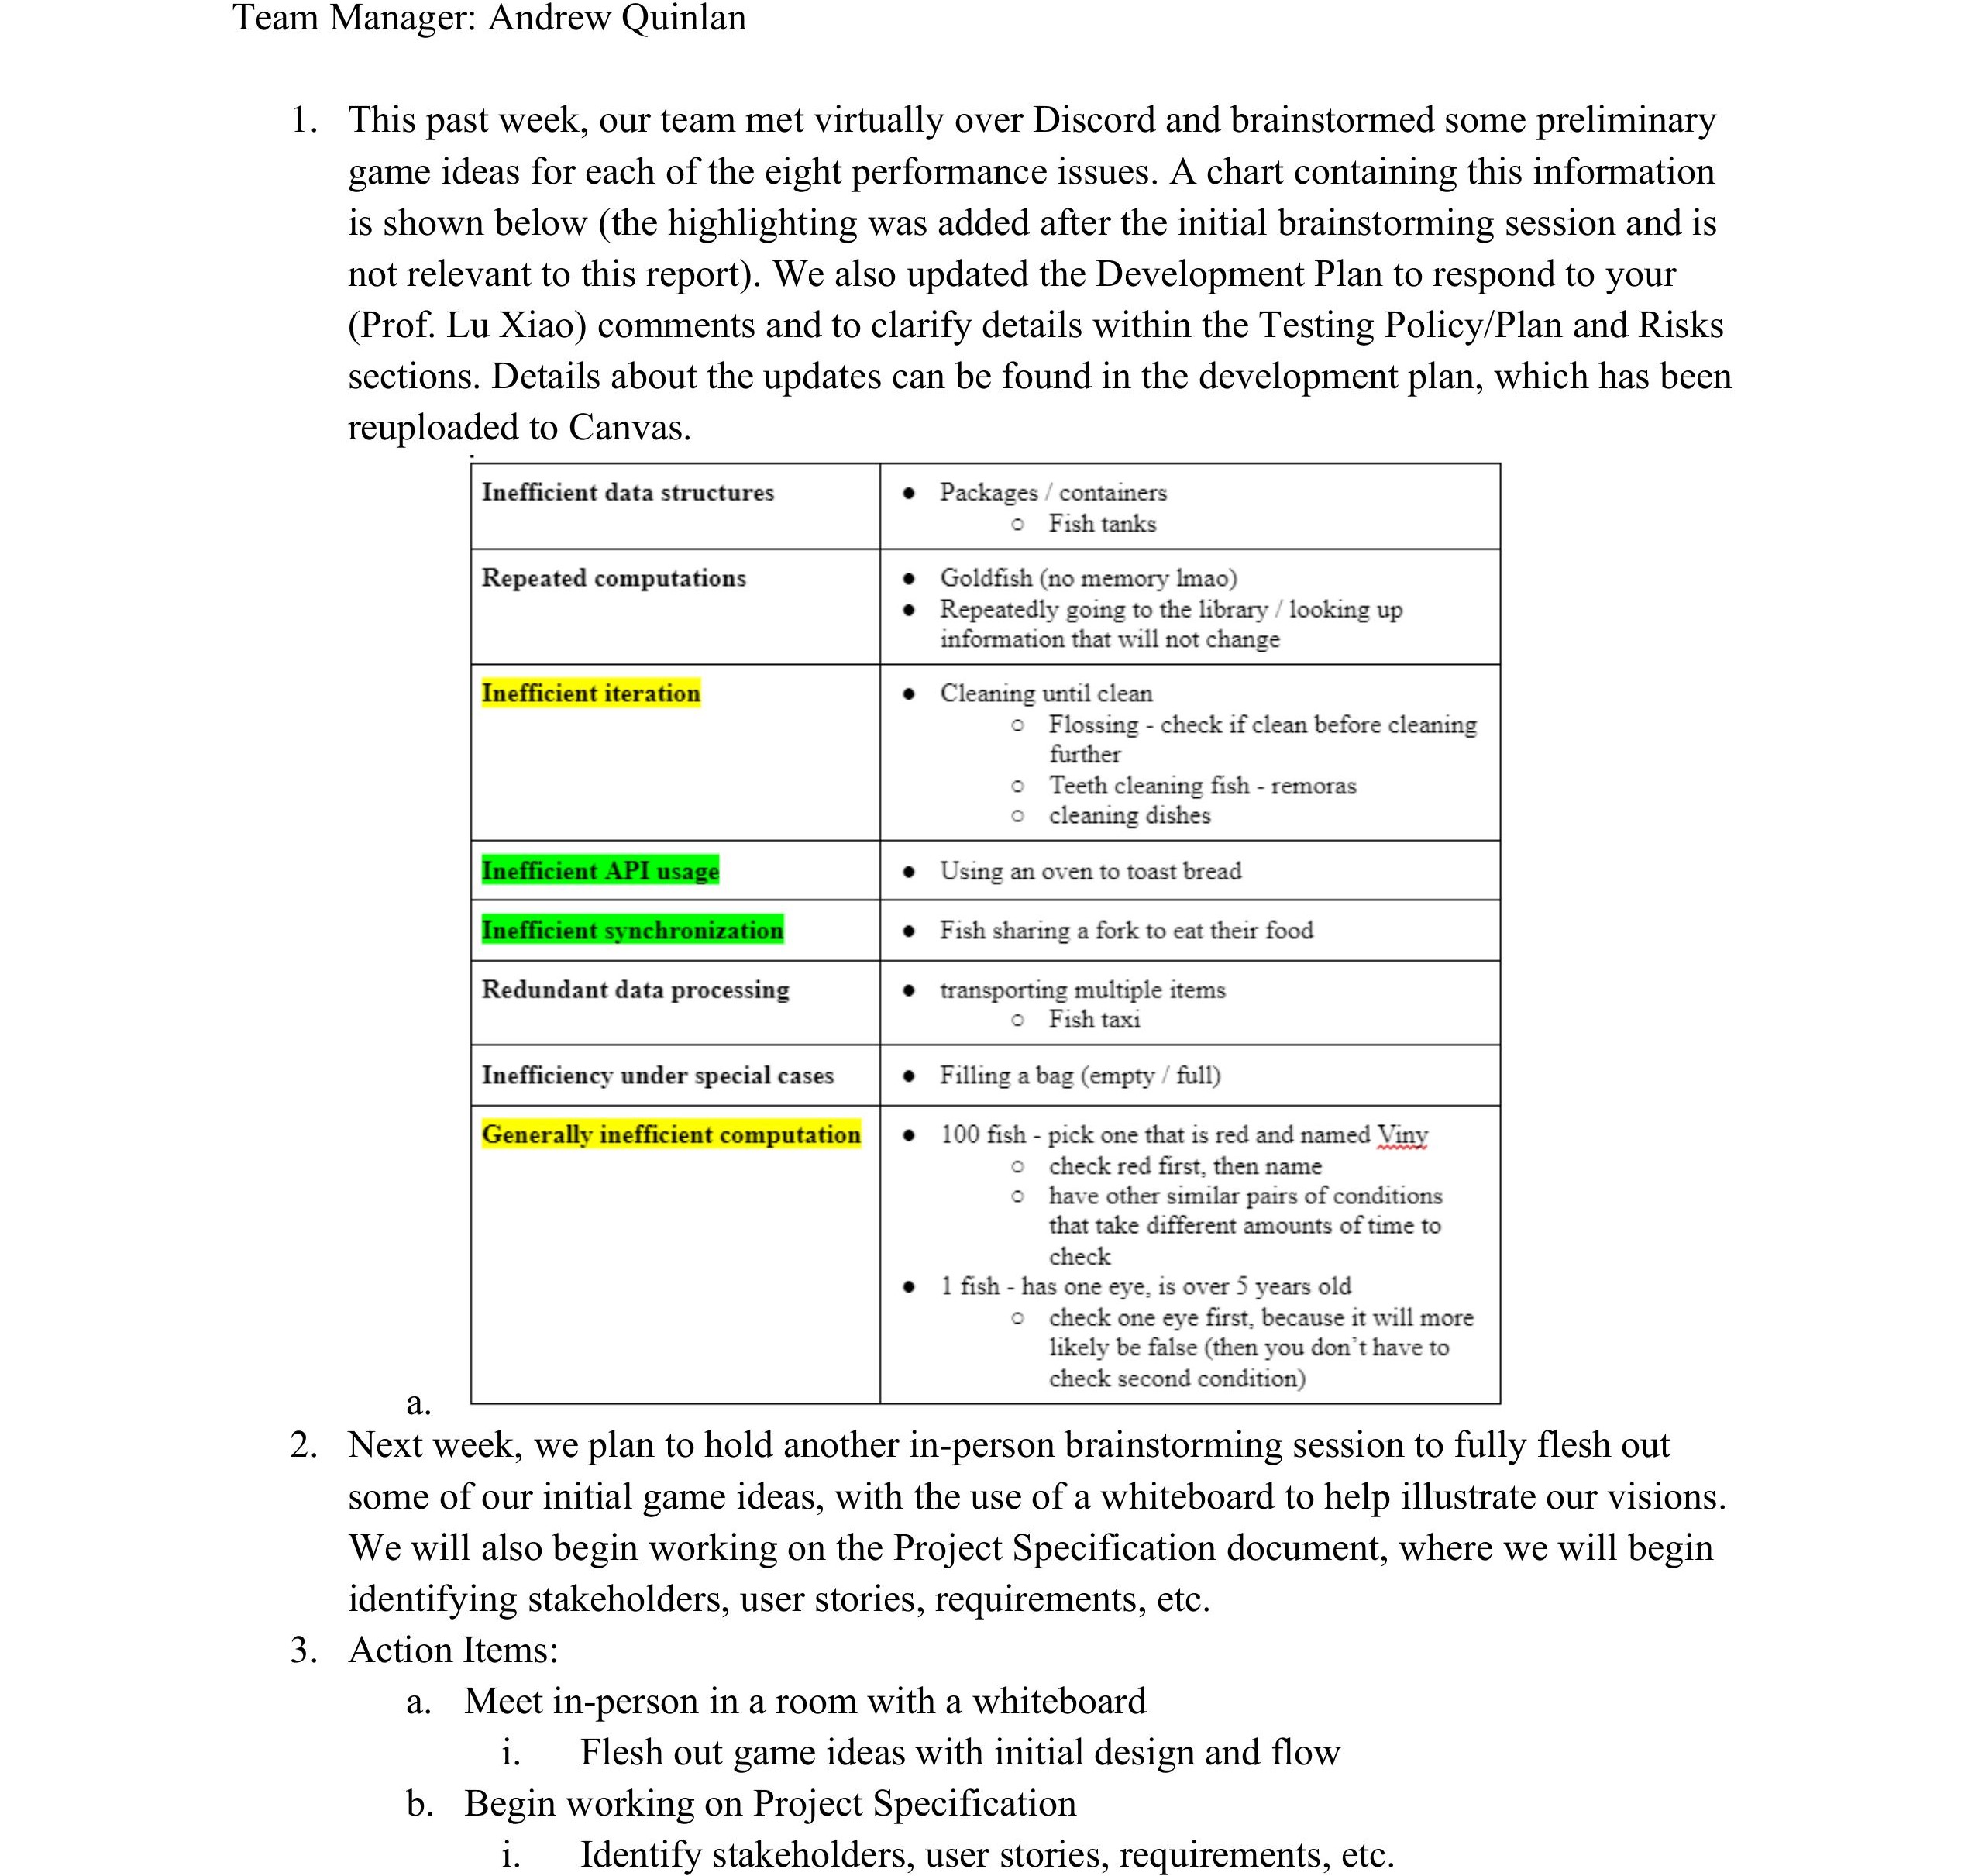 Team Manager: Andrew Quinlan
1. This past week, our team met virtually over Discord and brainstormed some preliminary
game ideas for each of the eight performance issues. A chart containing this information
is shown below (the highlighting was added after the initial brainstorming session and is
not relevant to this report). We also updated the Development Plan to respond to your
(Prof. Lu Xiao) comments and to clarify details within the Testing Policy/Plan and Risks
sections. Details about the updates can be found in the development plan, which has been
reuploaded to Canvas.
Inefficient data structures
● Packages / containers
○ Fish tanks
Repeated computations
● Goldfish (no memory lmao)
● Repeatedly going to the library / looking up
information that will not change
Inefficient iteration
● Cleaning until clean
○ Flossing - check if clean before cleaning
further
○ Teeth cleaning fish - remoras
○ cleaning dishes
Inefficient API usage
● Using an oven to toast bread
Inefficient synchronization
● Fish sharing a fork to eat their food
Redundant data processing
● transporting multiple items
○ Fish taxi
Inefficiency under special cases
● Filling a bag (empty / full)
Generally inefficient computation
● 100 fish - pick one that is red and named Viny
○ check red first, then name
○ have other similar pairs of conditions
that take different amounts of time to
check
● 1 fish - has one eye, is over 5 years old
○ check one eye first, because it will more
likely be false (then you don't have to
check second condition)
a.
2. Next week, we plan to hold another in-person brainstorming session to fully flesh out
some of our initial game ideas, with the use of a whiteboard to help illustrate our visions.
We will also begin working on the Project Specification document, where we will begin
identifying stakeholders, user stories, requirements, etc.
3. Action Items:
a. Meet in-person in a room with a whiteboard
i. Flesh out game ideas with initial design and flow
b. Begin working on Project Specification
i. Identify stakeholders, user stories, requirements, etc.